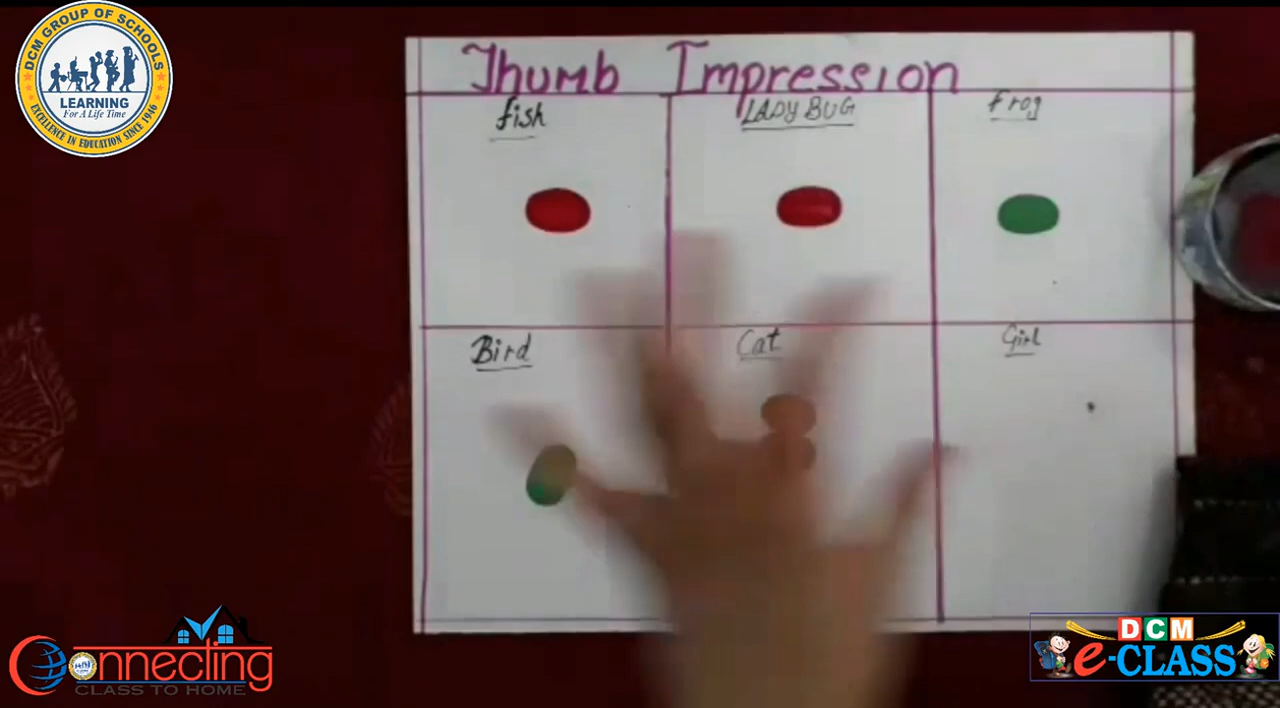 DCM GROUP OF SCHOOLS
LEARNING
For A Life Time
EXCELLENCE IN EDUCATION SINCE 1946
Thumb Impression
fish
LADY BUG
frog
Bird
Cat
Girl
Connecting
CLASS TO HOME
DCM
e-CLASS